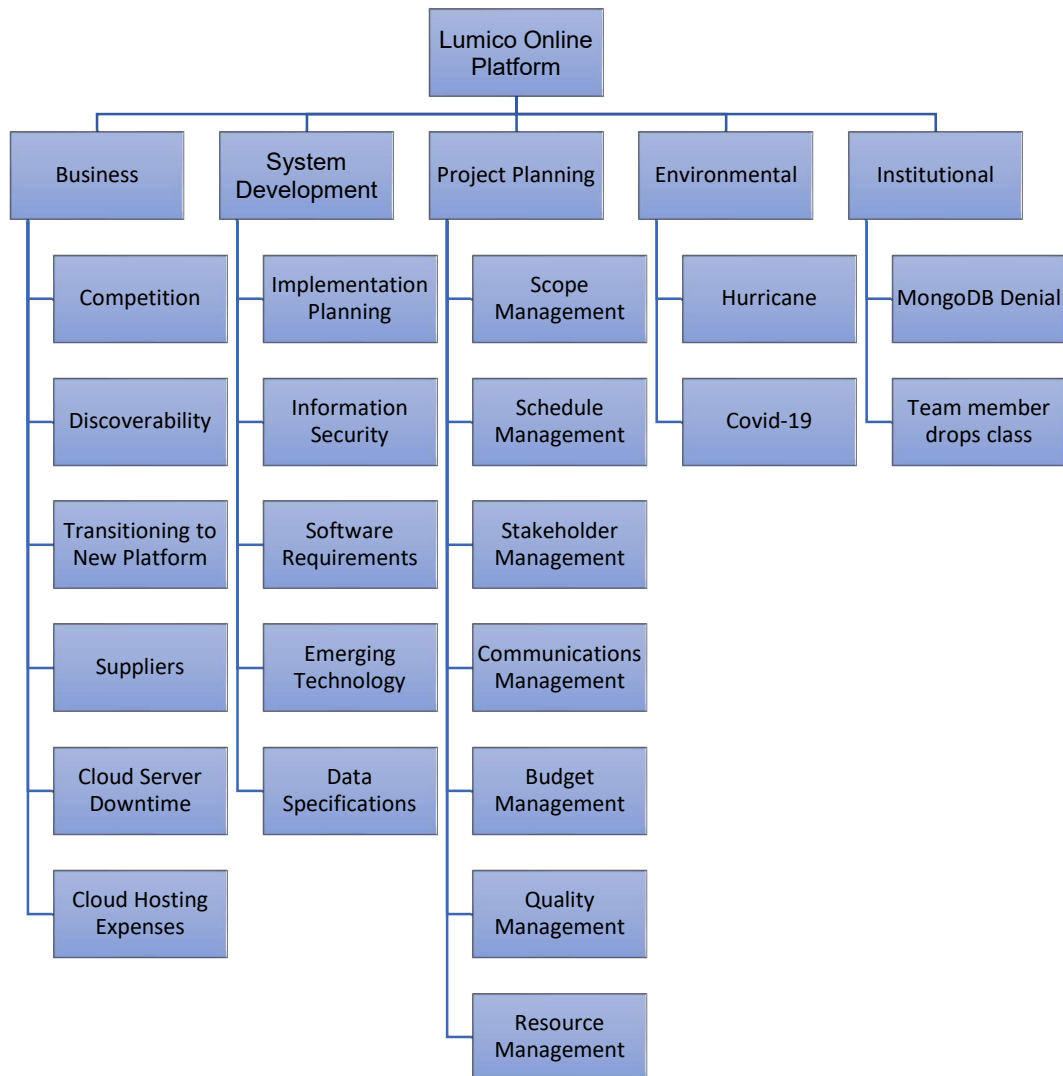 Lumico Online
Platform
Business
System
Development
Project Planning
Environmental
Institutional
Competition
Discoverability
Transitioning to
New Platform
Suppliers
Cloud Server
Downtime
Cloud Hosting
Expenses
Implementation
Planning
Information
Security
Software
Requirements
Emerging
Technology
Data
Specifications
Scope
Management
Schedule
Management
Stakeholder
Management
Communications
Management
Budget
Management
Quality
Management
Resource
Management
Hurricane
Covid-19
MongoDB Denial
Team member
drops class